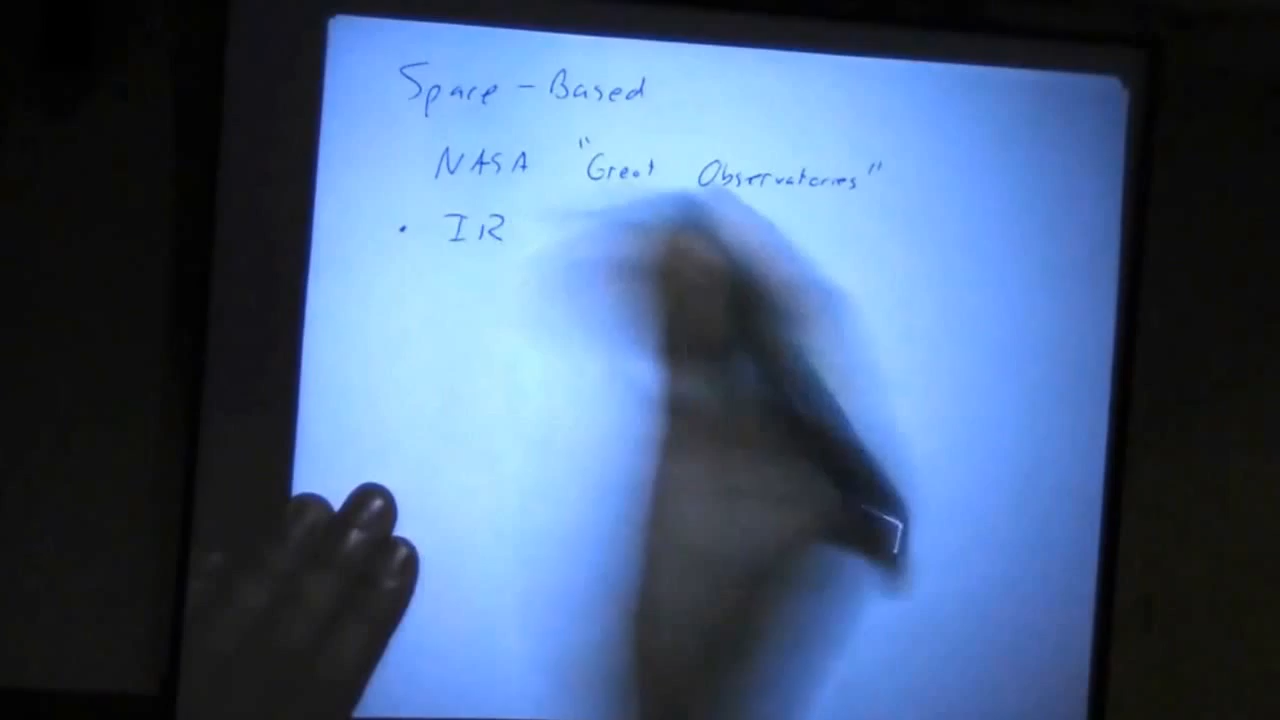 Space - Based
NASA "Great Observatories"
• IR